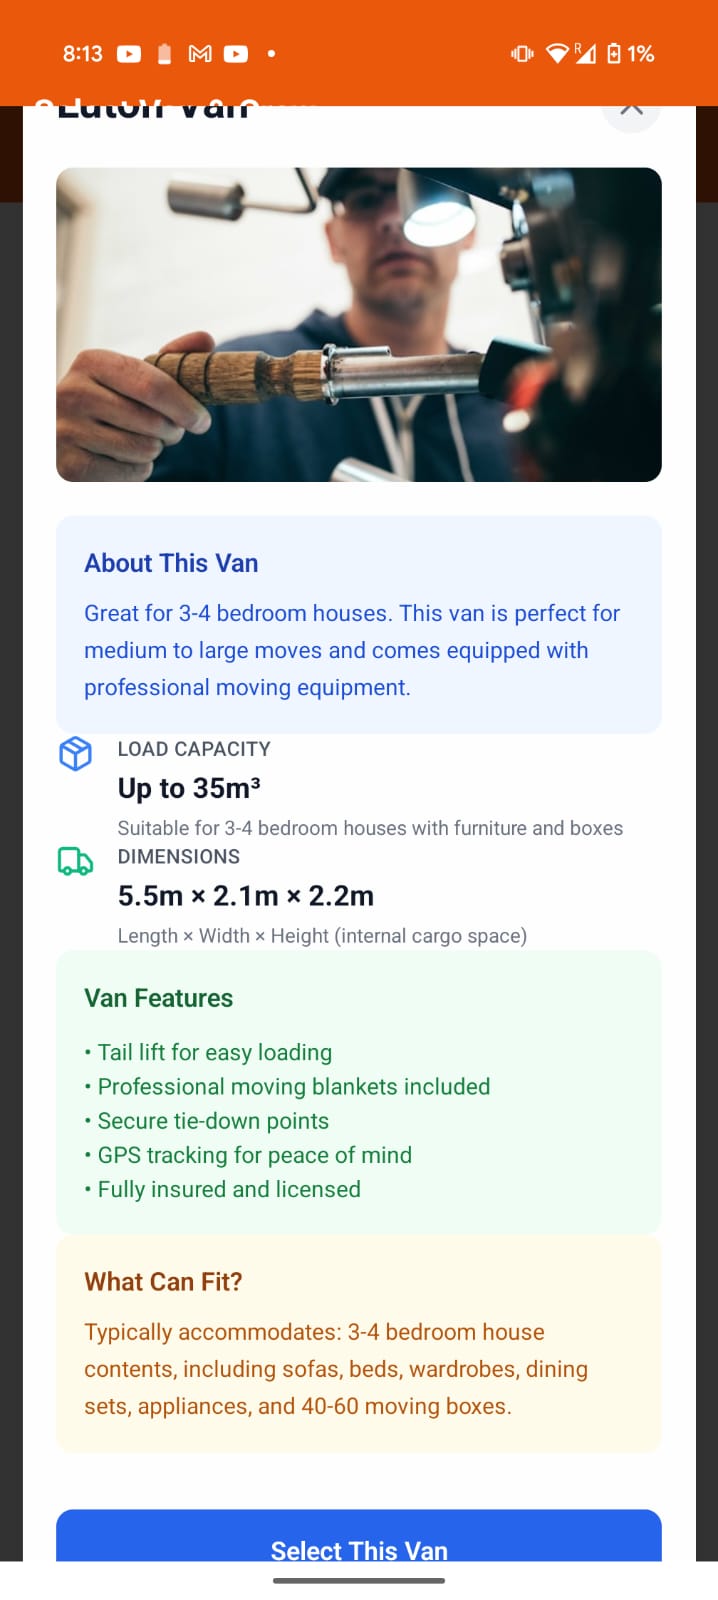 8:13
R
1%
Luton Van
About This Van
Great for 3-4 bedroom houses. This van is perfect for
medium to large moves and comes equipped with
professional moving equipment.
LOAD CAPACITY
Up to 35m³
Suitable for 3-4 bedroom houses with furniture and boxes
DIMENSIONS
5.5m × 2.1m × 2.2m
Length × Width × Height (internal cargo space)
Van Features
• Tail lift for easy loading
• Professional moving blankets included
• Secure tie-down points
• GPS tracking for peace of mind
• Fully insured and licensed
What Can Fit?
Typically accommodates: 3-4 bedroom house
contents, including sofas, beds, wardrobes, dining
sets, appliances, and 40-60 moving boxes.
Select This Van